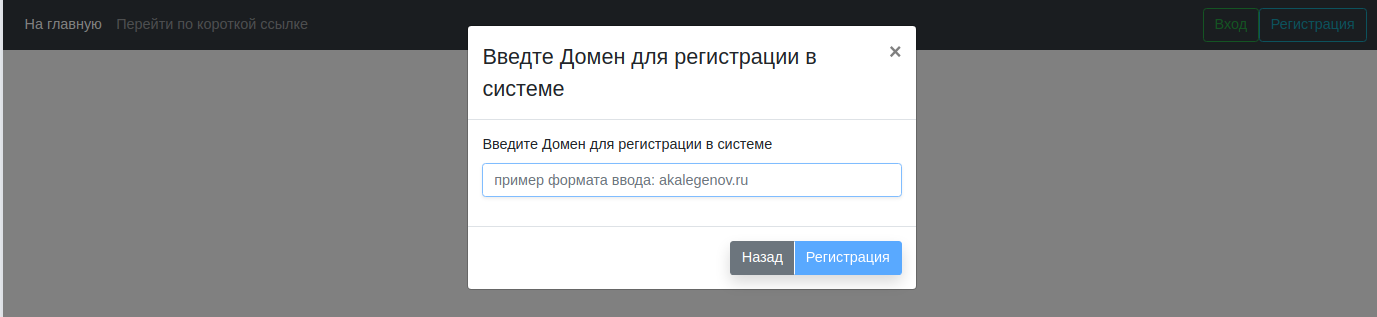 На главную Перейти по короткой ссылке Вход Регистрация
Введте Домен для регистрации в
системе
×
Введите Домен для регистрации в системе
пример формата ввода: akalegenov.ru
Назад Регистрация